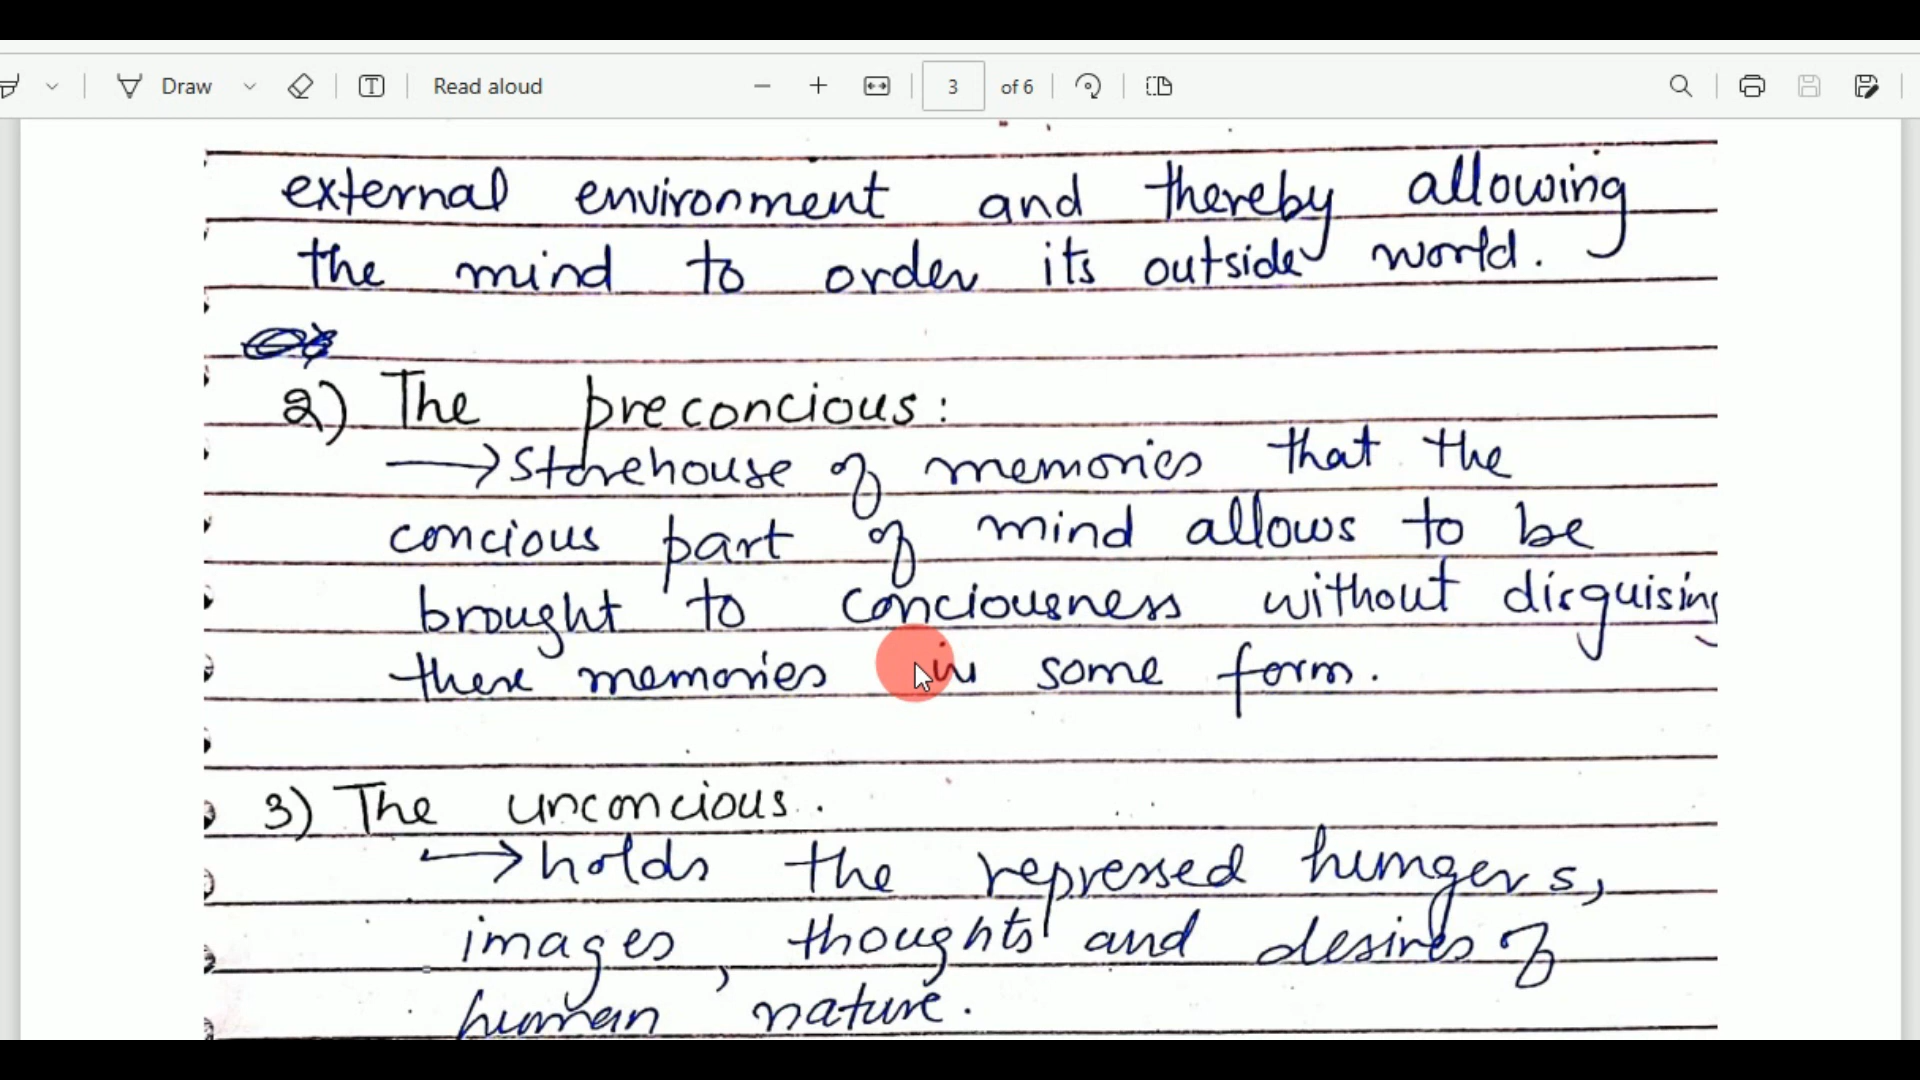 Draw
Read aloud
3 of 6
external environment and thereby allowing
the mind to order its outside world.
2) The preconcious:
→ Storehouse of memories that the
concious part of mind allows to be
brought to conciousness without disguising
these memories in some form.
3) The unconcious.
→ holds the repressed hungers,
images, thoughts and desires of
human nature.